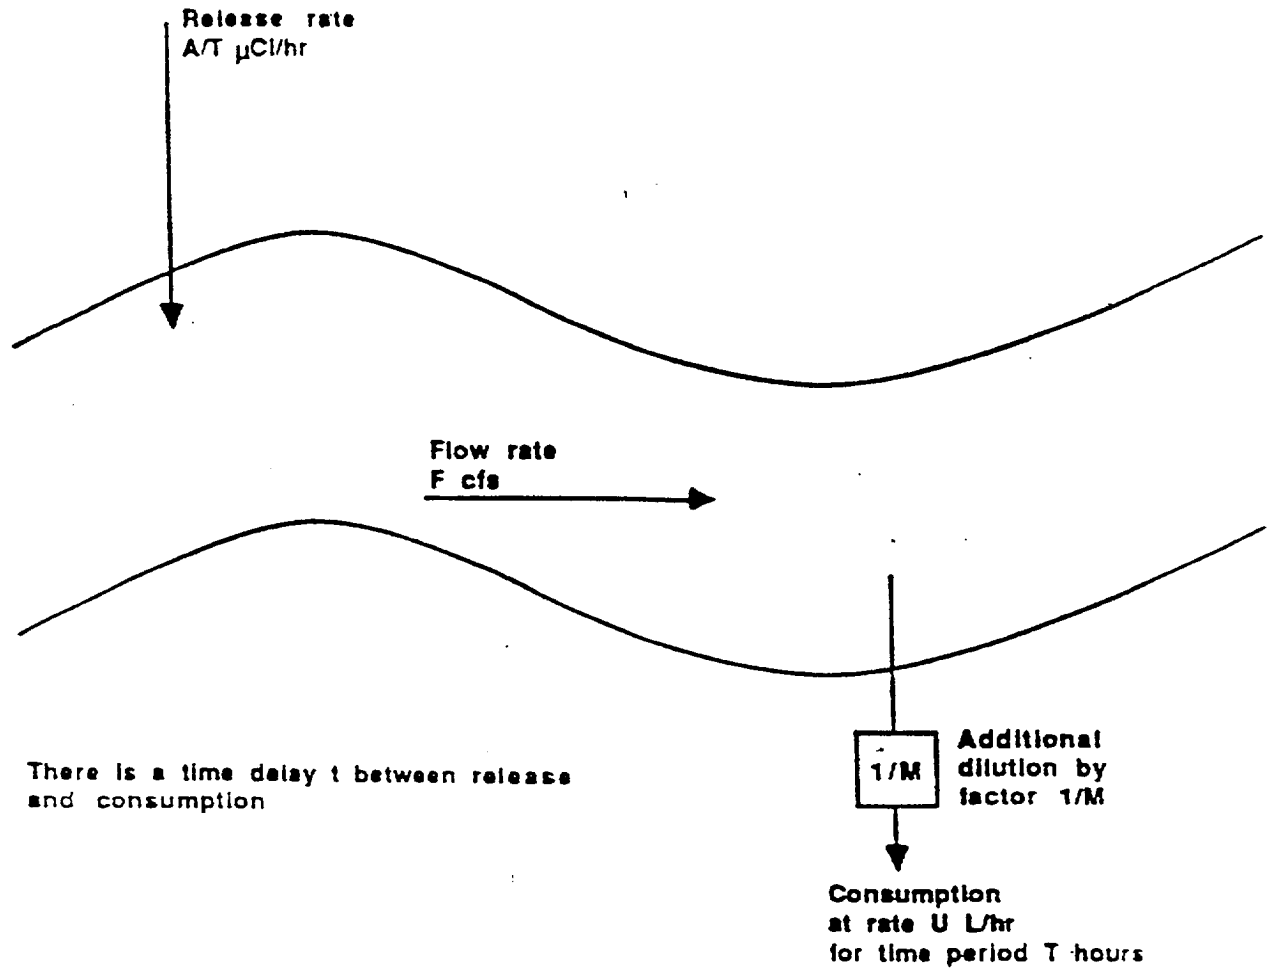 Release rate
A/T µCi/hr
Flow rate
F cfs
There is a time delay t between release
and consumption
1/M
Additional
dilution by
factor 1/M
Consumption
at rate U L/hr
for time period T hours